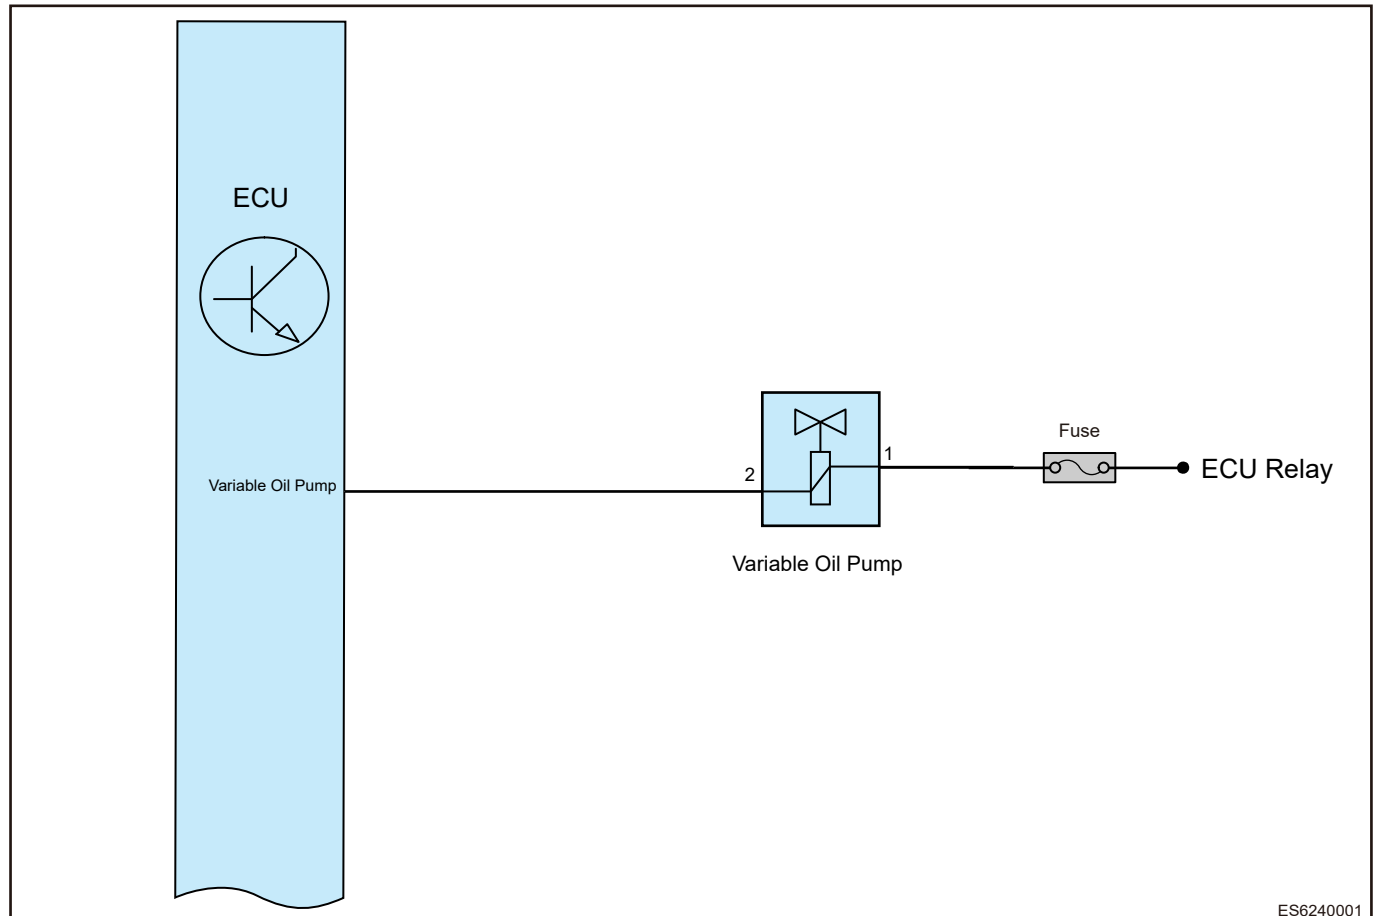 ECU
Fuse
1
ECU Relay
2
Variable Oil Pump
Variable Oil Pump
ES6240001